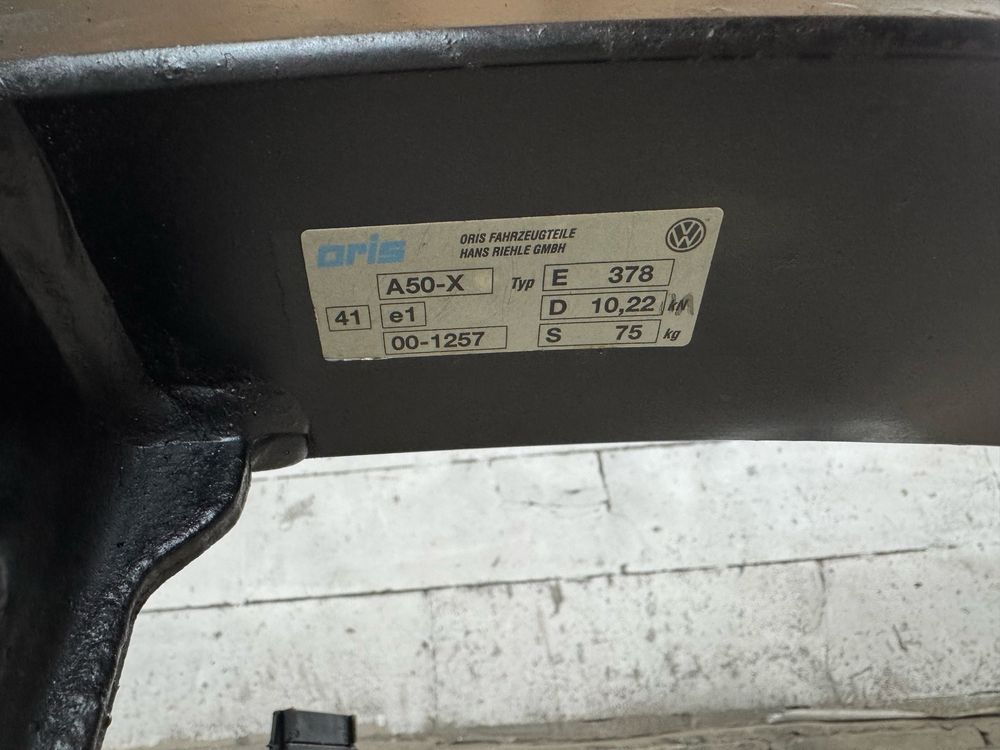 oris
ORIS FAHRZEUGTEILE
HANS RIEHLE GMBH
A50-X Typ E 378
41 e1 D 10,22 kN
00-1257 S 75 kg